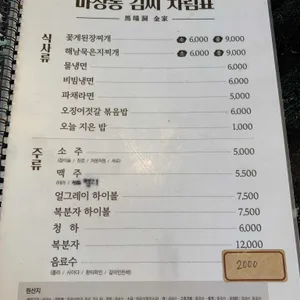 마장동 김씨 차림표
馬場洞 金家
식사류
꽃게된장찌개 6,000 9,000
해남묵은지찌개 6,000 9,000
물냉면 5,000
비빔냉면 5,000
파채라면 5,000
오징어젓갈 볶음밥 6,000
오늘 지은 밥 1,000
주류
소주 5,000
맥주 5,500
얼그레이 하이볼 7,500
복분자 하이볼 7,500
청하 6,000
복분자 12,000
음료수 2000
원산지